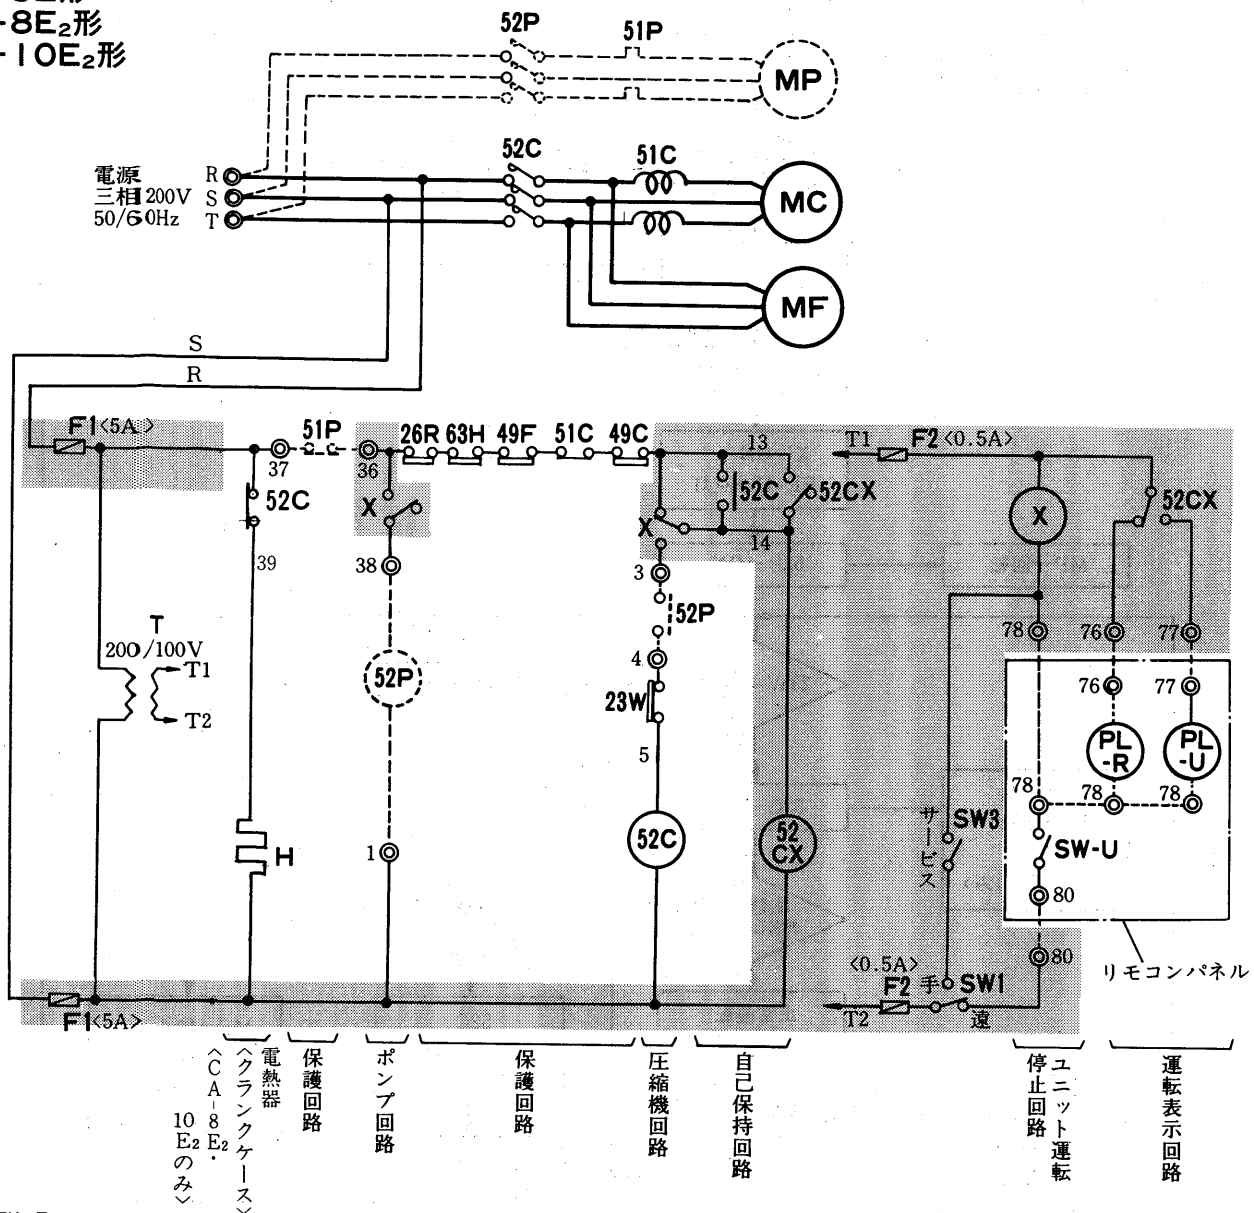 -8E₂形
-10E₂形
52P
51P
MP
52C
51C
電源
三相 200V
50/60Hz
R
S
T
MC
MF
S
R
F1<5A>
51P
37
36
26R
63H
49F
51C
49C
13
T1
F2<0.5A>
52C
X
52C
52CX
X
14
X
52CX
39
38
3
52P
4
23W
5
T
200/100V
T1
T2
52P
78
76
77
76
77
PL
-R
PL
-U
78
78
78
サービス
SW3
SW-U
80
H
1
52C
52
CX
80
リモコンパネル
<0.5A>
F2
手
SW1
T2
遠
F1<5A>
電熱器
〈クランクケース〉
〈CA-8E₂・
10E₂のみ〉
保護回路
ポンプ回路
保護回路
圧縮機回路
自己保持回路
ユニット運転
停止回路
運転表示回路